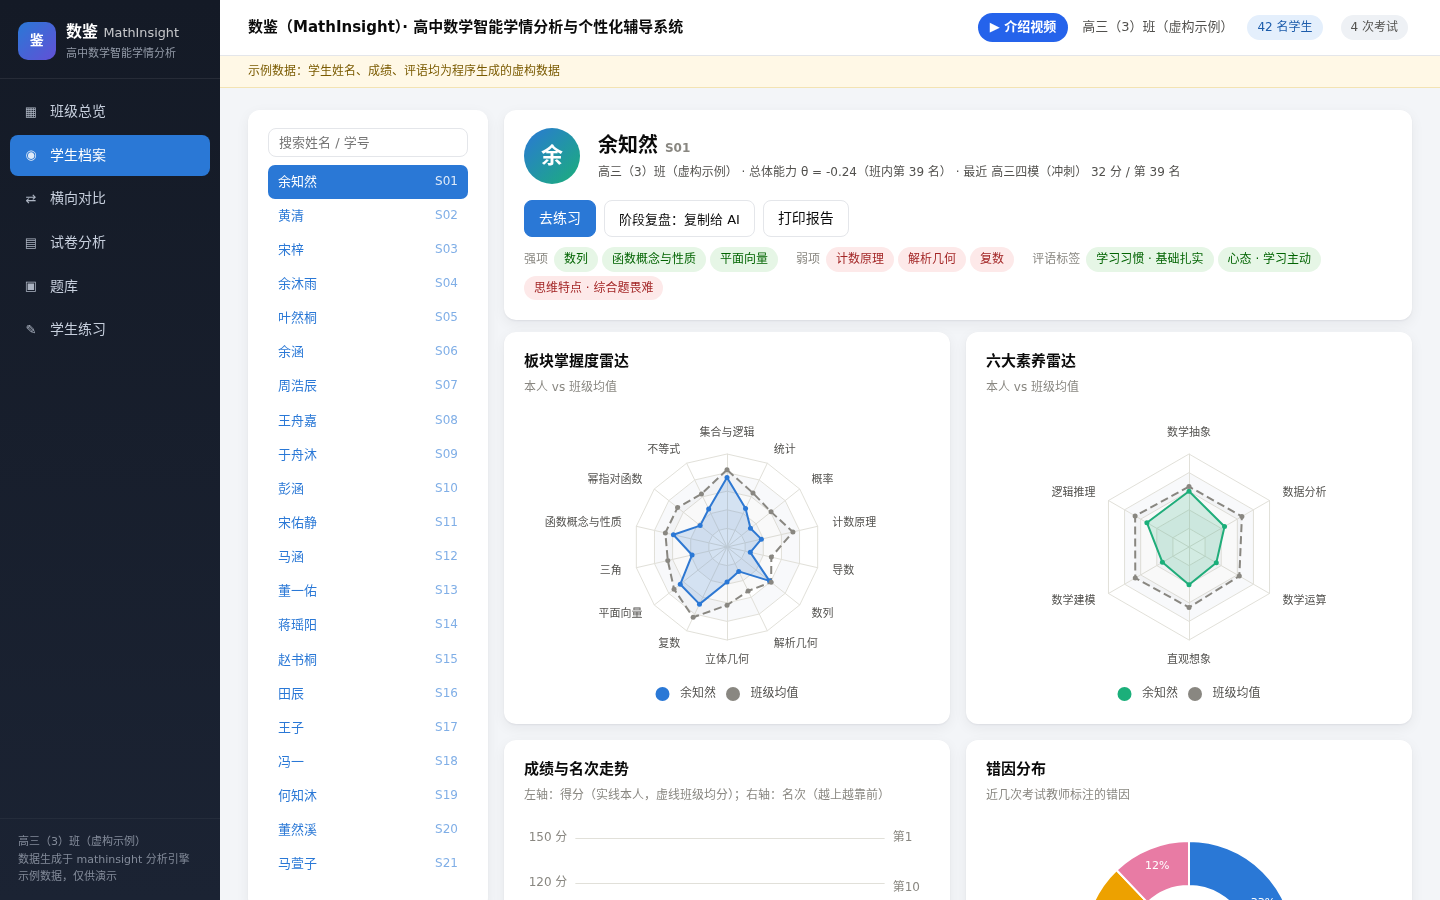 鉴
数鉴 MathInsight
高中数学智能学情分析
▦ 班级总览
◉ 学生档案
⇄ 横向对比
▤ 试卷分析
▣ 题库
✎ 学生练习
高三（3）班（虚构示例）
数据生成于 mathinsight 分析引擎
示例数据，仅供演示
数鉴（MathInsight）· 高中数学智能学情分析与个性化辅导系统
▶ 介绍视频
高三（3）班（虚构示例）
42 名学生
4 次考试
示例数据：学生姓名、成绩、评语均为程序生成的虚构数据
搜索姓名 / 学号
余知然 S01
黄清 S02
宋梓 S03
余沐雨 S04
叶然桐 S05
余涵 S06
周浩辰 S07
王舟嘉 S08
于舟沐 S09
彭涵 S10
宋佑静 S11
马涵 S12
董一佑 S13
蒋瑶阳 S14
赵书桐 S15
田辰 S16
王子 S17
冯一 S18
何知沐 S19
董然溪 S20
马萱子 S21
余
余知然 S01
高三（3）班（虚构示例） · 总体能力 θ = -0.24（班内第 39 名） · 最近 高三四模（冲刺） 32 分 / 第 39 名
去练习
阶段复盘：复制给 AI
打印报告
强项 数列 函数概念与性质 平面向量 弱项 计数原理 解析几何 复数 评语标签 学习习惯 · 基础扎实 心态 · 学习主动
思维特点 · 综合题畏难
板块掌握度雷达
本人 vs 班级均值
集合与逻辑
不等式
统计
幂指对函数
概率
函数概念与性质
计数原理
三角
导数
平面向量
数列
复数
解析几何
立体几何
余知然 班级均值
六大素养雷达
本人 vs 班级均值
数学抽象
逻辑推理
数据分析
数学建模
数学运算
直观想象
余知然 班级均值
成绩与名次走势
左轴：得分（实线本人，虚线班级均分）；右轴：名次（越上越靠前）
150 分
第1
120 分
第10
错因分布
近几次考试教师标注的错因
12%